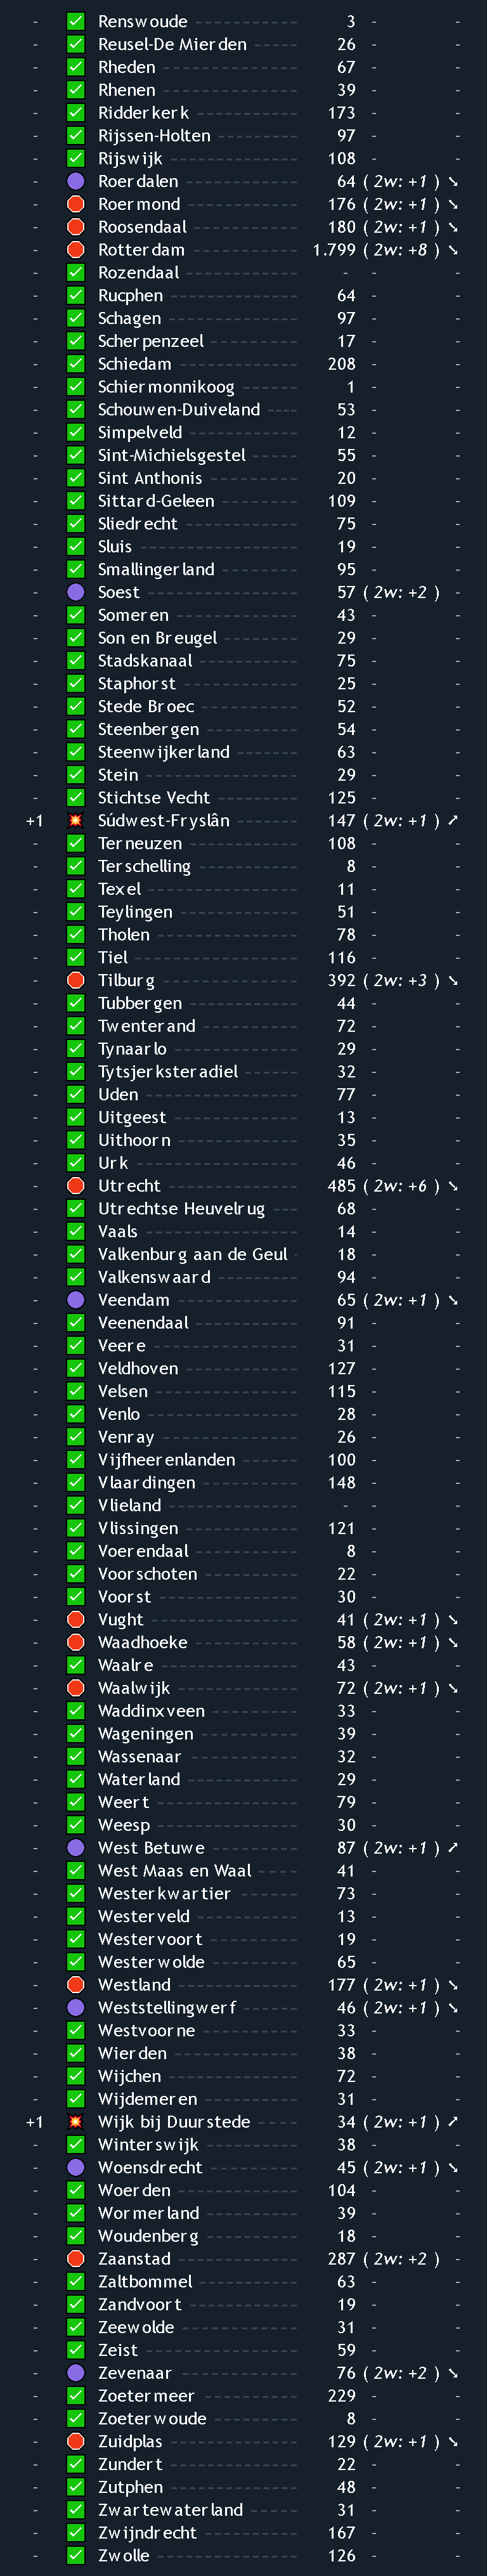 - Renswoude 3 - -
- Reusel-De Mierden 26 - -
- Rheden 67 - -
- Rhenen 39 - -
- Ridderkerk 173 - -
- Rijssen-Holten 97 - -
- Rijswijk 108 - -
- Roerdalen 64 ( 2w: +1 ) ↘
- Roermond 176 ( 2w: +1 ) ↘
- Roosendaal 180 ( 2w: +1 ) ↘
- Rotterdam 1.799 ( 2w: +8 ) ↘
- Rozendaal - - -
- Rucphen 64 - -
- Schagen 97 - -
- Scherpenzeel 17 - -
- Schiedam 208 - -
- Schiermonnikoog 1 - -
- Schouwen-Duiveland 53 - -
- Simpelveld 12 - -
- Sint-Michielsgestel 55 - -
- Sint Anthonis 20 - -
- Sittard-Geleen 109 - -
- Sliedrecht 75 - -
- Sluis 19 - -
- Smallingerland 95 - -
- Soest 57 ( 2w: +2 ) -
- Someren 43 - -
- Son en Breugel 29 - -
- Stadskanaal 75 - -
- Staphorst 25 - -
- Stede Broec 52 - -
- Steenbergen 54 - -
- Steenwijkerland 63 - -
- Stein 29 - -
- Stichtse Vecht 125 - -
+1 Súdwest-Fryslân 147 ( 2w: +1 ) ↗
- Terneuzen 108 - -
- Terschelling 8 - -
- Texel 11 - -
- Teylingen 51 - -
- Tholen 78 - -
- Tiel 116 - -
- Tilburg 392 ( 2w: +3 ) ↘
- Tubbergen 44 - -
- Twenterand 72 - -
- Tynaarlo 29 - -
- Tytsjerksteradiel 32 - -
- Uden 77 - -
- Uitgeest 13 - -
- Uithoorn 35 - -
- Urk 46 - -
- Utrecht 485 ( 2w: +6 ) ↘
- Utrechtse Heuvelrug 68 - -
- Vaals 14 - -
- Valkenburg aan de Geul 18 - -
- Valkenswaard 94 - -
- Veendam 65 ( 2w: +1 ) ↘
- Veenendaal 91 - -
- Veere 31 - -
- Veldhoven 127 - -
- Velsen 115 - -
- Venlo 28 - -
- Venray 26 - -
- Vijfheerenlanden 100 - -
- Vlaardingen 148 - -
- Vlieland - - -
- Vlissingen 121 - -
- Voerendaal 8 - -
- Voorschoten 22 - -
- Voorst 30 - -
- Vught 41 ( 2w: +1 ) ↘
- Waadhoeke 58 ( 2w: +1 ) ↘
- Waalre 43 - -
- Waalwijk 72 ( 2w: +1 ) ↘
- Waddinxveen 33 - -
- Wageningen 39 - -
- Wassenaar 32 - -
- Waterland 29 - -
- Weert 79 - -
- Weesp 30 - -
- West Betuwe 87 ( 2w: +1 ) ↗
- West Maas en Waal 41 - -
- Westerkwartier 73 - -
- Westerveld 13 - -
- Westervoort 19 - -
- Westerwolde 65 - -
- Westland 177 ( 2w: +1 ) ↘
- Weststellingwerf 46 ( 2w: +1 ) ↘
- Westvoorne 33 - -
- Wierden 38 - -
- Wijchen 72 - -
- Wijdemeren 31 - -
+1 Wijk bij Duurstede 34 ( 2w: +1 ) ↗
- Winterswijk 38 - -
- Woensdrecht 45 ( 2w: +1 ) ↘
- Woerden 104 - -
- Wormerland 39 - -
- Woudenberg 18 - -
- Zaanstad 287 ( 2w: +2 ) -
- Zaltbommel 63 - -
- Zandvoort 19 - -
- Zeewolde 31 - -
- Zeist 59 - -
- Zevenaar 76 ( 2w: +2 ) ↘
- Zoetermeer 229 - -
- Zoeterwoude 8 - -
- Zuidplas 129 ( 2w: +1 ) ↘
- Zundert 22 - -
- Zutphen 48 - -
- Zwartewaterland 31 - -
- Zwijndrecht 167 - -
- Zwolle 126 - -